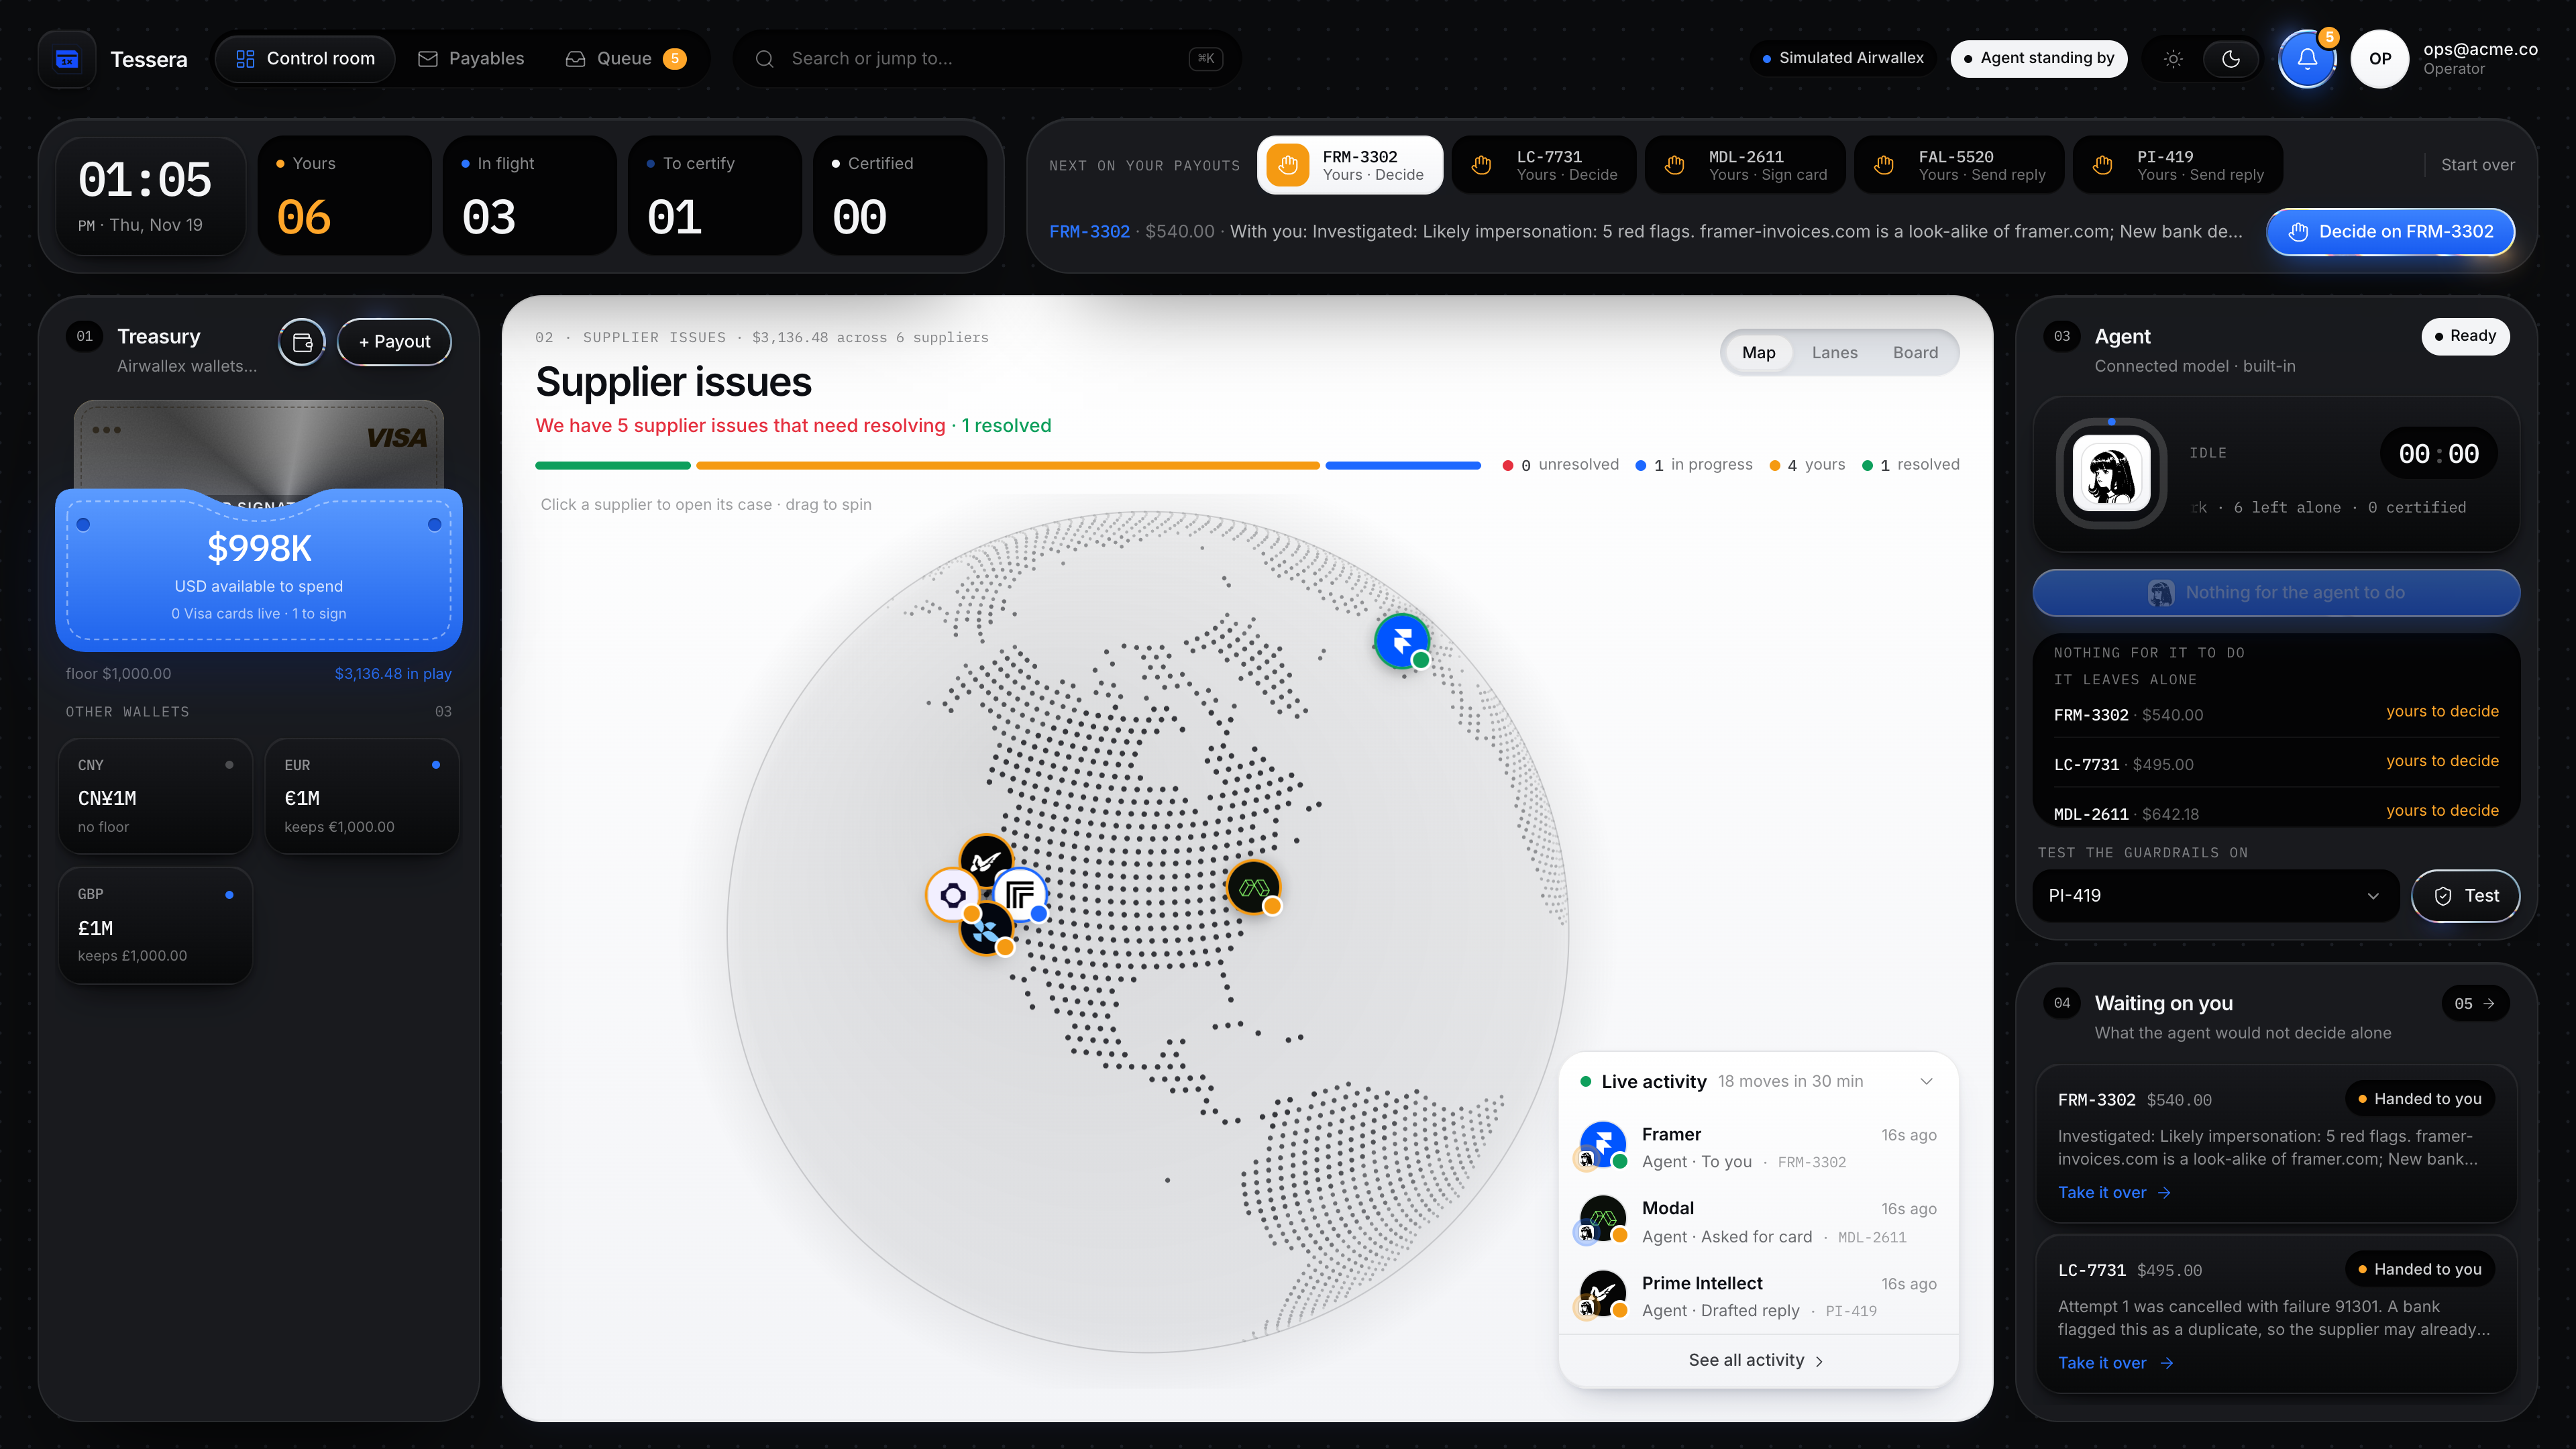 Tessera
Control room
Payables
Queue 5
Search or jump to...
⌘K
Simulated Airwallex
Agent standing by
5
OP
ops@acme.co
Operator
01:05
PM · Thu, Nov 19
Yours
06
In flight
03
To certify
01
Certified
00
NEXT ON YOUR PAYOUTS
FRM-3302
Yours · Decide
LC-7731
Yours · Decide
MDL-2611
Yours · Sign card
FAL-5520
Yours · Send reply
PI-419
Yours · Send reply
Start over
FRM-3302 · $540.00 · With you: Investigated: Likely impersonation: 5 red flags. framer-invoices.com is a look-alike of framer.com; New bank de...
Decide on FRM-3302
01
Treasury
Airwallex wallets...
+ Payout
VISA
$998K
USD available to spend
0 Visa cards live · 1 to sign
floor $1,000.00
$3,136.48 in play
OTHER WALLETS
03
CNY
CN¥1M
no floor
EUR
€1M
keeps €1,000.00
GBP
£1M
keeps £1,000.00
02 · SUPPLIER ISSUES · $3,136.48 across 6 suppliers
Supplier issues
We have 5 supplier issues that need resolving · 1 resolved
Map
Lanes
Board
0 unresolved
1 in progress
4 yours
1 resolved
Click a supplier to open its case · drag to spin
Live activity 18 moves in 30 min
Framer 16s ago
Agent · To you · FRM-3302
Modal 16s ago
Agent · Asked for card · MDL-2611
Prime Intellect 16s ago
Agent · Drafted reply · PI-419
See all activity
03
Agent
Connected model · built-in
Ready
IDLE
00:00
rk · 6 left alone · 0 certified
Nothing for the agent to do
NOTHING FOR IT TO DO
IT LEAVES ALONE
FRM-3302 · $540.00 yours to decide
LC-7731 · $495.00 yours to decide
MDL-2611 · $642.18 yours to decide
TEST THE GUARDRAILS ON
PI-419
Test
04
Waiting on you
What the agent would not decide alone
05 →
FRM-3302 $540.00
Handed to you
Investigated: Likely impersonation: 5 red flags. framer-
invoices.com is a look-alike of framer.com; New bank...
Take it over →
LC-7731 $495.00
Handed to you
Attempt 1 was cancelled with failure 91301. A bank
flagged this as a duplicate, so the supplier may already...
Take it over →